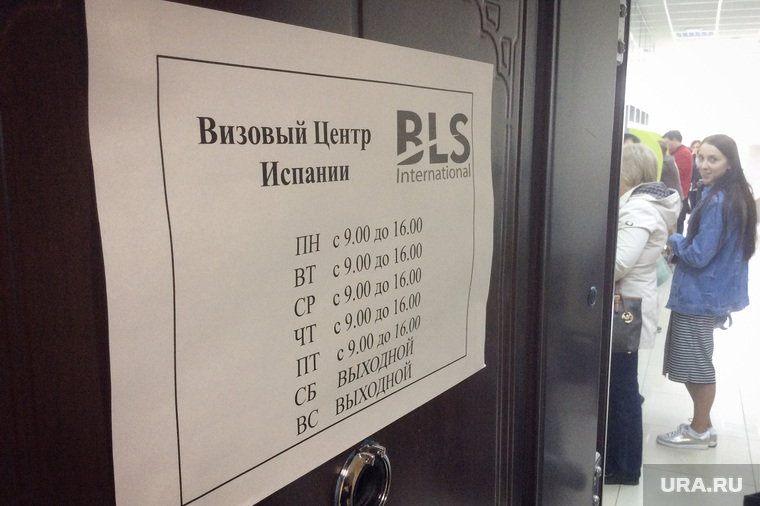 Визовый Центр
Испании
BLS
International
ПН с 9.00 до 16.00
ВТ с 9.00 до 16.00
СР с 9.00 до 16.00
ЧТ с 9.00 до 16.00
ПТ с 9.00 до 16.00
СБ ВЫХОДНОЙ
ВС ВЫХОДНОЙ
URA.RU
URA.RU